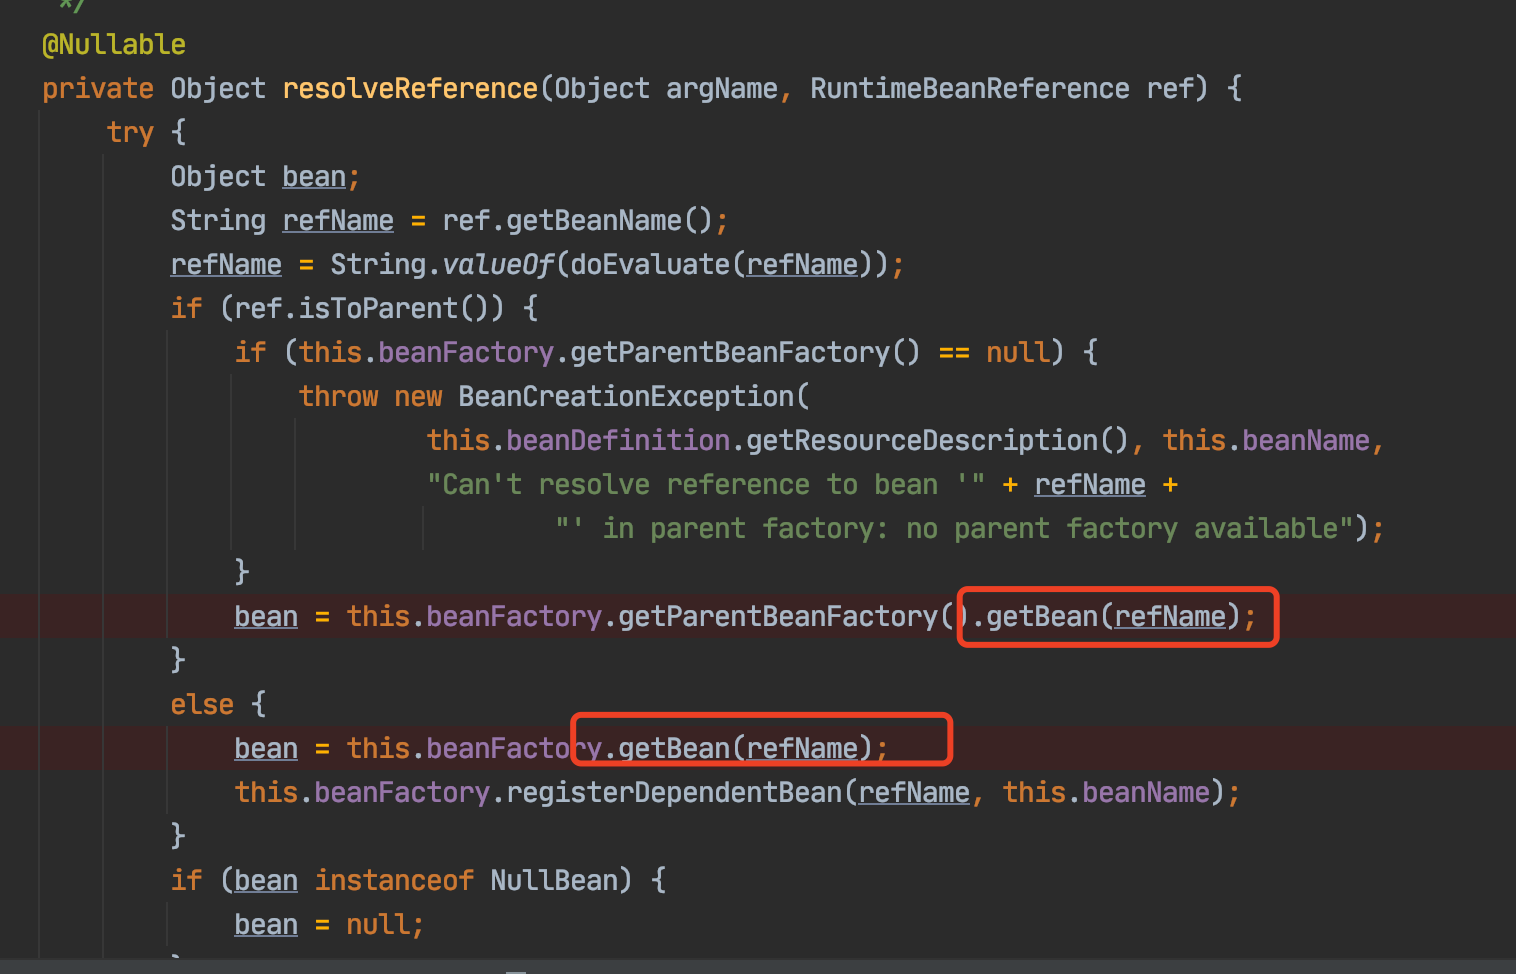 */
@Nullable
private Object resolveReference(Object argName, RuntimeBeanReference ref) {
try {
Object bean;
String refName = ref.getBeanName();
refName = String.valueOf(doEvaluate(refName));
if (ref.isToParent()) {
if (this.beanFactory.getParentBeanFactory() == null) {
throw new BeanCreationException(
this.beanDefinition.getResourceDescription(), this.beanName,
"Can't resolve reference to bean '" + refName +
"' in parent factory: no parent factory available");
}
bean = this.beanFactory.getParentBeanFactory().getBean(refName);
}
else {
bean = this.beanFactory.getBean(refName);
this.beanFactory.registerDependentBean(refName, this.beanName);
}
if (bean instanceof NullBean) {
bean = null;